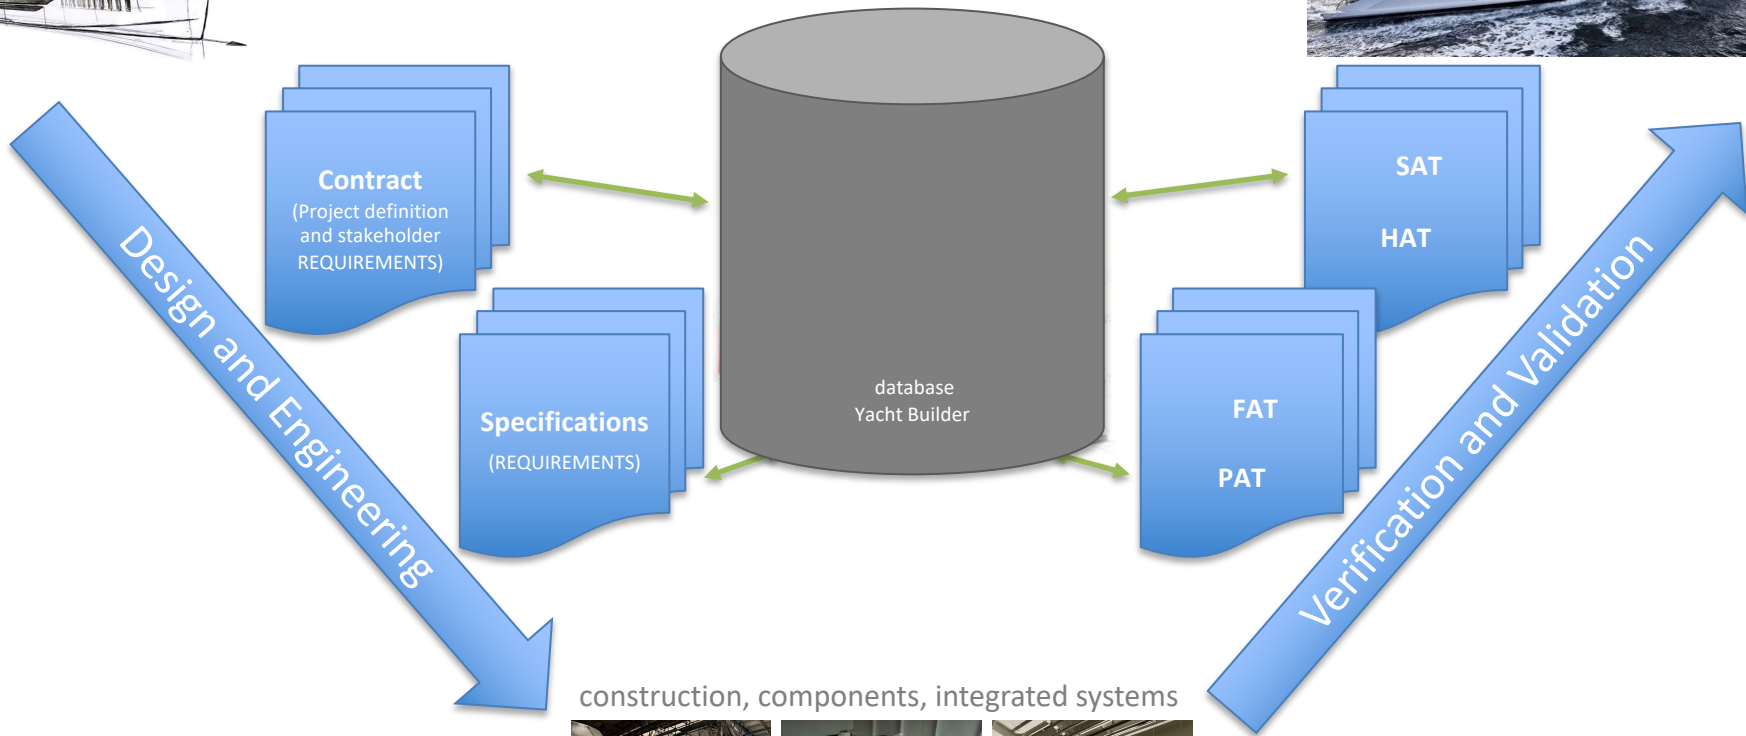 Contract
(Project definition
and stakeholder
REQUIREMENTS)
Specifications
(REQUIREMENTS)
Design and Engineering
database
Yacht Builder
SAT
HAT
FAT
PAT
Verification and Validation
construction, components, integrated systems